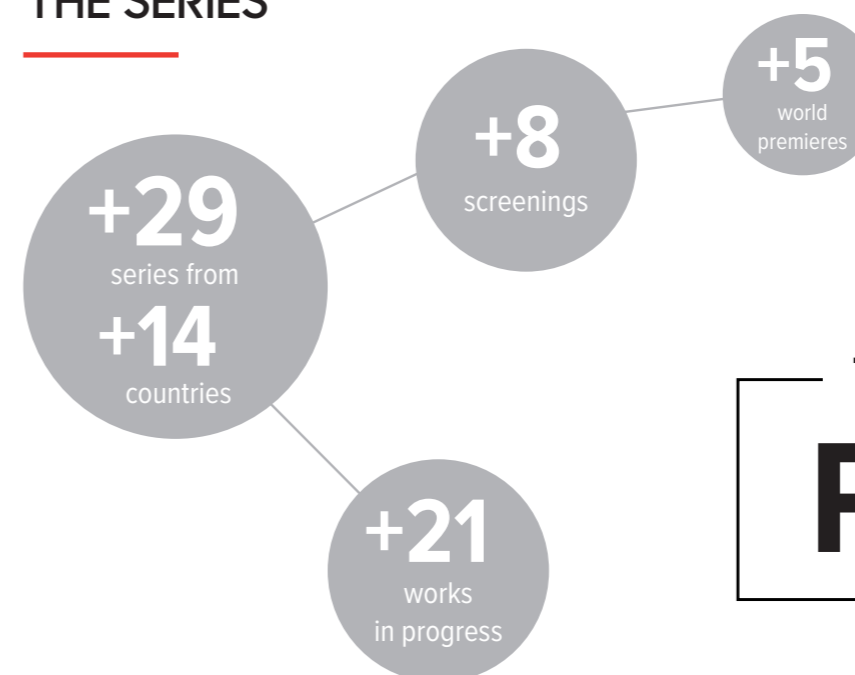 THE SERIES
+5
world
premieres
+8
screenings
+29
series from
+14
countries
+21
works
in progress